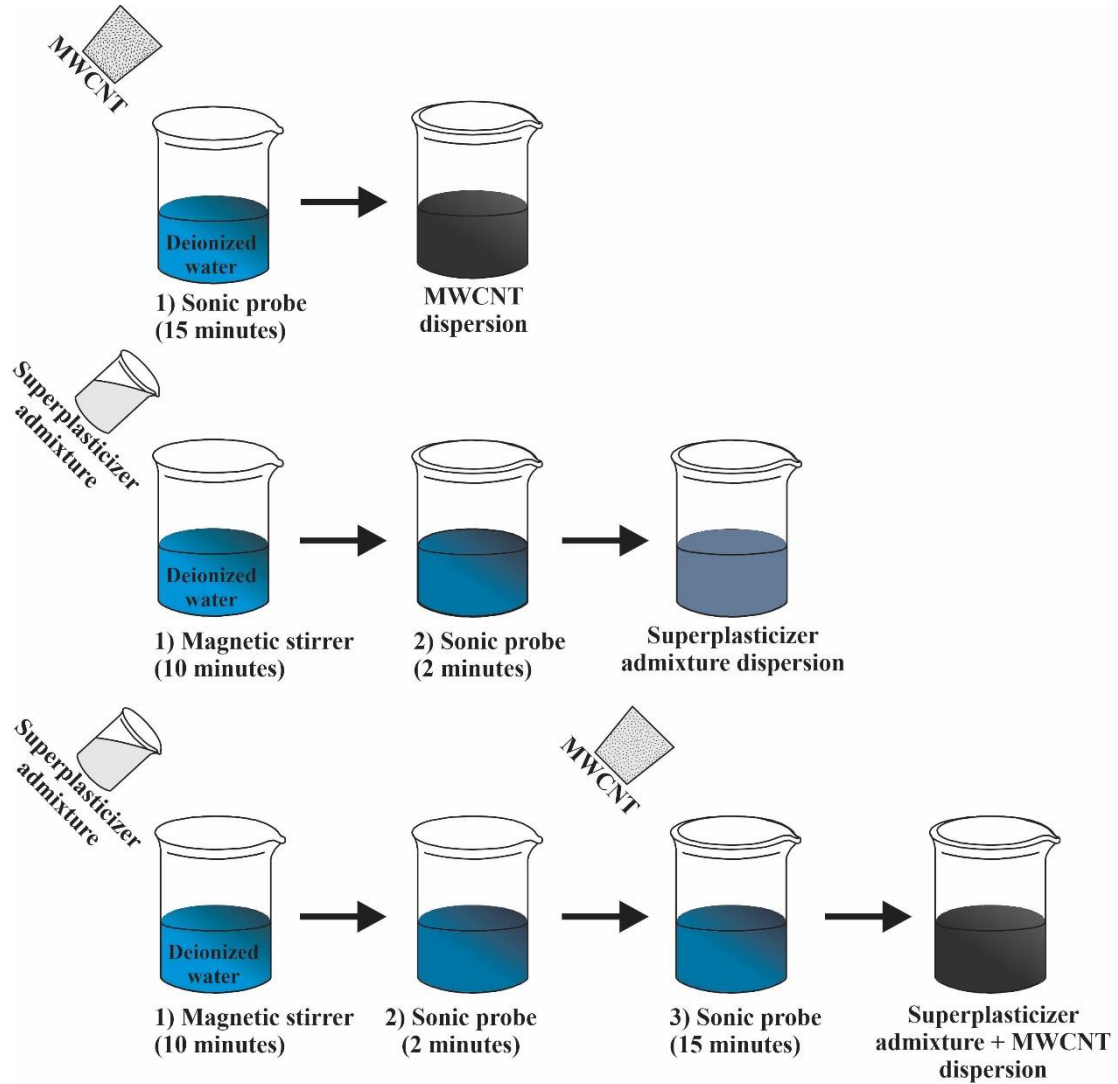 MWCNT
Deionized
water
1) Sonic probe
(15 minutes)
MWCNT
dispersion
Superplasticizer
admixture
Deionized
water
1) Magnetic stirrer
(10 minutes)
2) Sonic probe
(2 minutes)
Superplasticizer
admixture dispersion
Superplasticizer
admixture
MWCNT
Deionized
water
1) Magnetic stirrer
(10 minutes)
2) Sonic probe
(2 minutes)
3) Sonic probe
(15 minutes)
Superplasticizer
admixture + MWCNT
dispersion